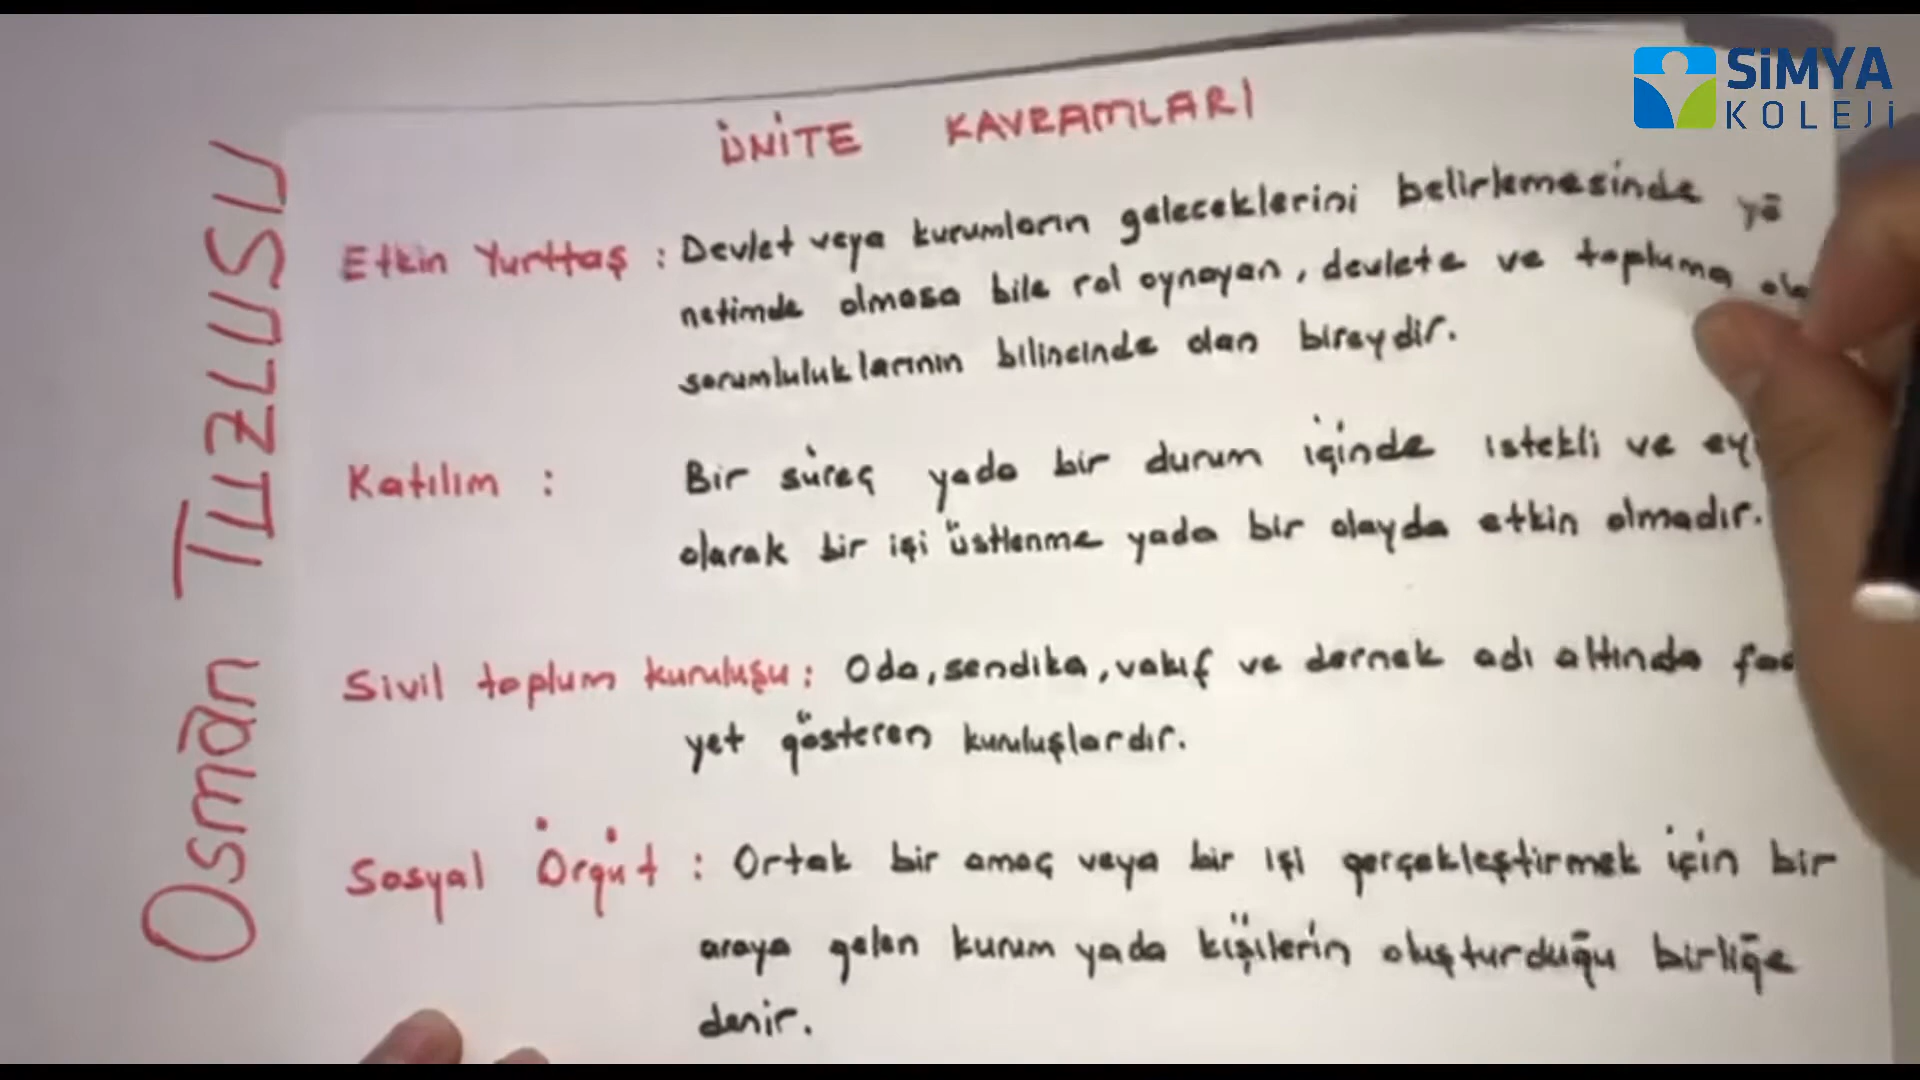 SiMYA
KOLEJi
ÜNİTE KAVRAMLARI
Osman TUZLUSU
Etkin Yurttaş : Devlet veya kurumların geleceklerini belirlemesinde yö
netimde olmasa bile rol oynayan, devlete ve topluma
sorumluluklarının bilincinde olan bireydir.
Katılım : Bir süreç yada bir durum içinde istekli ve
olarak bir işi üstlenme yada bir olayda etkin olmadır.
Sivil toplum kuruluşu : Oda, sendika, vakıf ve dernek adı altında
yet gösteren kuruluşlardır.
Sosyal Örgüt : Ortak bir amaç veya bir işi gerçekleştirmek için bir
araya gelen kurum yada kişilerin oluşturduğu birliğe
denir.